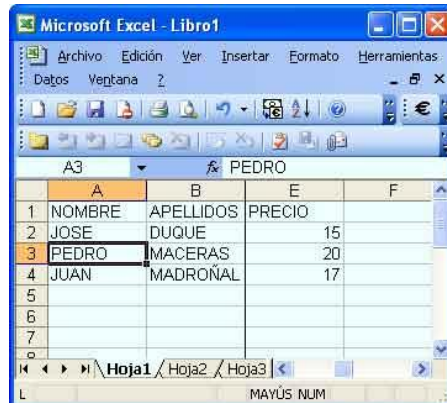 Microsoft Excel - Libro1
Archivo Edición Ver Insertar Formato Herramientas
Datos Ventana ?
€
A3 fx PEDRO
A B E F
1 NOMBRE APELLIDOS PRECIO
2 JOSE DUQUE 15
3 PEDRO MACERAS 20
4 JUAN MADROÑAL 17
5
6
7
8
Hoja1 Hoja2 Hoja3
L MAYÚS NUM